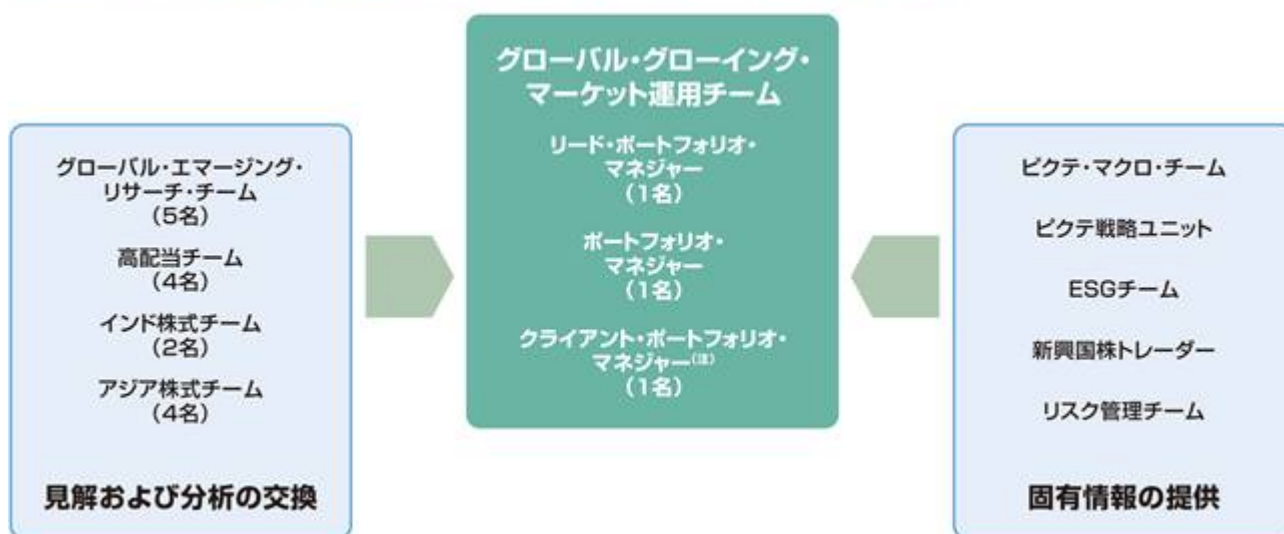 グローバル・エマージング・
リサーチ・チーム
(5名)
高配当チーム
(4名)
インド株式チーム
(2名)
アジア株式チーム
(4名)
見解および分析の交換
グローバル・グローイング・
マーケット運用チーム
リード・ポートフォリオ・
マネジャー
(1名)
ポートフォリオ・
マネジャー
(1名)
クライアント・ポートフォリオ・
マネジャー(注)
(1名)
ピクテ・マクロ・チーム
ピクテ戦略ユニット
ESGチーム
新興国株トレーダー
リスク管理チーム
固有情報の提供